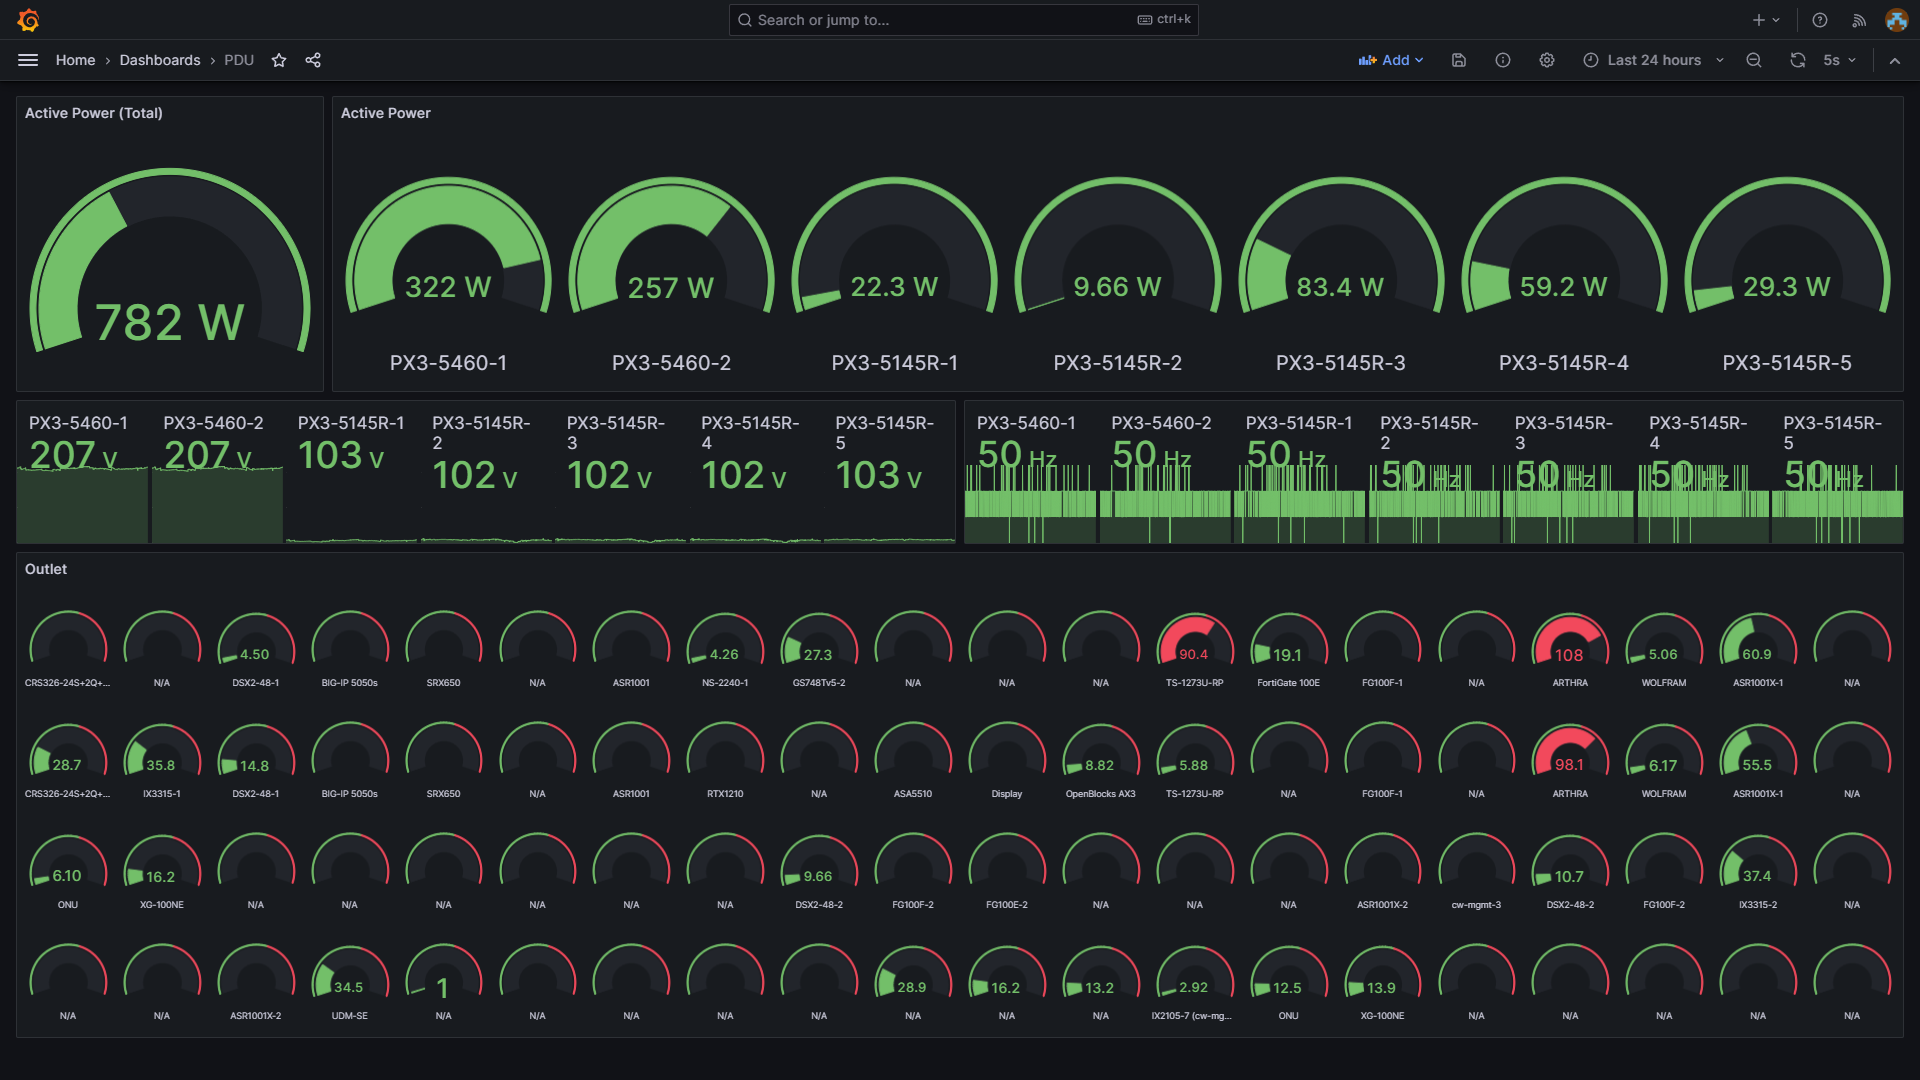 Search or jump to...
ctrl+k
Home › Dashboards › PDU
Add
Last 24 hours
5s
Active Power (Total)
782 W
Active Power
322 W
257 W
22.3 W
9.66 W
83.4 W
59.2 W
29.3 W
PX3-5460-1
PX3-5460-2
PX3-5145R-1
PX3-5145R-2
PX3-5145R-3
PX3-5145R-4
PX3-5145R-5
PX3-5460-1
207 V
PX3-5460-2
207 V
PX3-5145R-1
103 V
PX3-5145R-
2
102 V
PX3-5145R-
3
102 V
PX3-5145R-
4
102 V
PX3-5145R-
5
103 V
PX3-5460-1
50 Hz
PX3-5460-2
50 Hz
PX3-5145R-1
50 Hz
PX3-5145R-
2
50 Hz
PX3-5145R-
3
50 Hz
PX3-5145R-
4
50 Hz
PX3-5145R-
5
50 Hz
Outlet
4.50
4.26
27.3
90.4
19.1
108
5.06
60.9
CRS326-24S+2Q+...
N/A
DSX2-48-1
BIG-IP 5050s
SRX650
N/A
ASR1001
NS-2240-1
GS748Tv5-2
N/A
N/A
N/A
TS-1273U-RP
FortiGate 100E
FG100F-1
N/A
ARTHRA
WOLFRAM
ASR1001X-1
N/A
28.7
35.8
14.8
8.82
5.88
98.1
6.17
55.5
CRS326-24S+2Q+...
IX3315-1
DSX2-48-1
BIG-IP 5050s
SRX650
N/A
ASR1001
RTX1210
N/A
ASA5510
Display
OpenBlocks AX3
TS-1273U-RP
N/A
FG100F-1
N/A
ARTHRA
WOLFRAM
ASR1001X-1
N/A
6.10
16.2
9.66
10.7
37.4
ONU
XG-100NE
N/A
N/A
N/A
N/A
N/A
N/A
DSX2-48-2
FG100F-2
FG100E-2
N/A
N/A
N/A
ASR1001X-2
cw-mgmt-3
DSX2-48-2
FG100F-2
IX3315-2
N/A
34.5
1
28.9
16.2
13.2
2.92
12.5
13.9
N/A
N/A
ASR1001X-2
UDM-SE
N/A
N/A
N/A
N/A
N/A
N/A
N/A
N/A
IX2105-7 (cw-mg...
ONU
XG-100NE
N/A
N/A
N/A
N/A
N/A